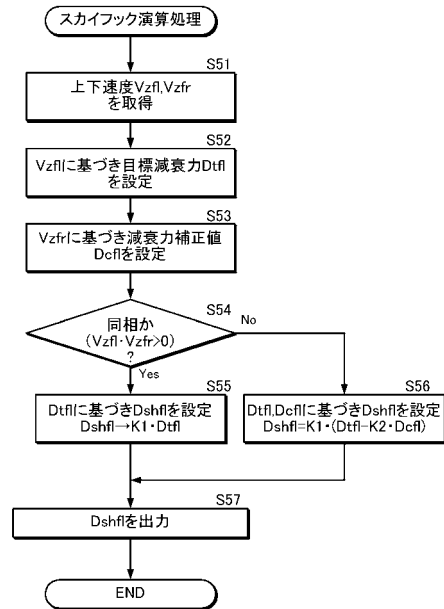 スカイフック演算処理
S51
上下速度Vzfl,Vzfr
を取得
S52
Vzflに基づき目標減衰力Dtfl
を設定
S53
Vzfrに基づき減衰力補正値
Dcflを設定
S54
同相か
(Vzfl・Vzfr>0)
?
No
Yes
S55
Dtflに基づきDshflを設定
Dshfl→K1・Dtfl
S56
Dtfl,Dcflに基づきDshflを設定
Dshfl=K1・(Dtfl-K2・Dcfl)
S57
Dshflを出力
END